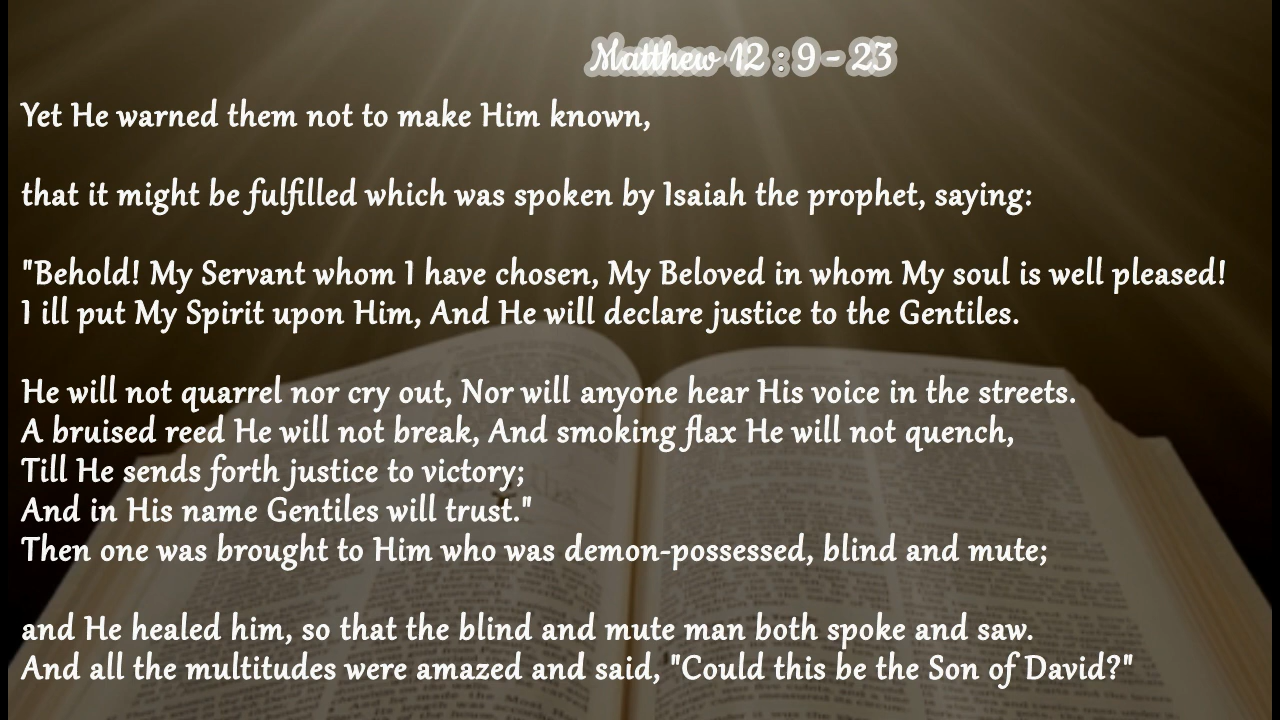 Matthew 12 : 9 - 23
Yet He warned them not to make Him known,
that it might be fulfilled which was spoken by Isaiah the prophet, saying:
"Behold! My Servant whom I have chosen, My Beloved in whom My soul is well pleased!
I ill put My Spirit upon Him, And He will declare justice to the Gentiles.
He will not quarrel nor cry out, Nor will anyone hear His voice in the streets.
A bruised reed He will not break, And smoking flax He will not quench,
Till He sends forth justice to victory;
And in His name Gentiles will trust."
Then one was brought to Him who was demon-possessed, blind and mute;
and He healed him, so that the blind and mute man both spoke and saw.
And all the multitudes were amazed and said, "Could this be the Son of David?"